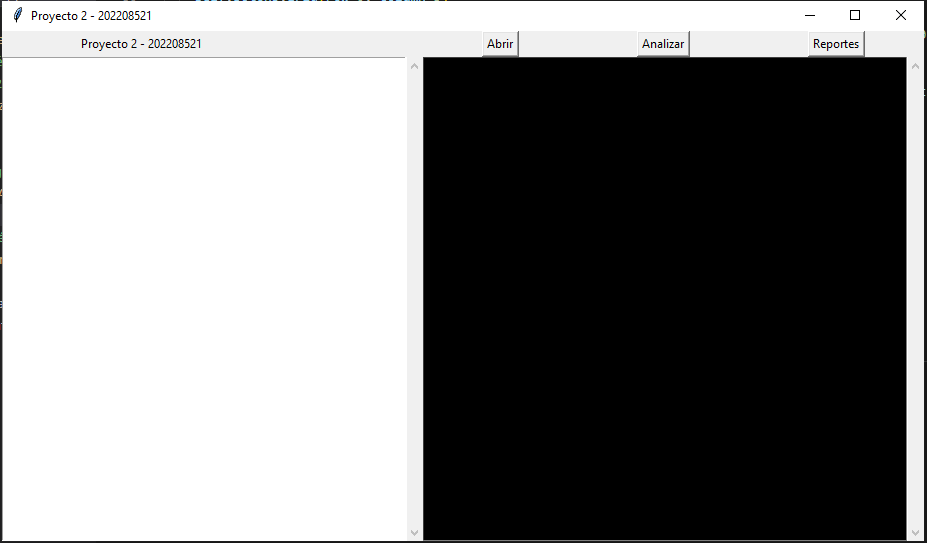 Proyecto 2 - 202208521
Proyecto 2 - 202208521 Abrir Analizar Reportes